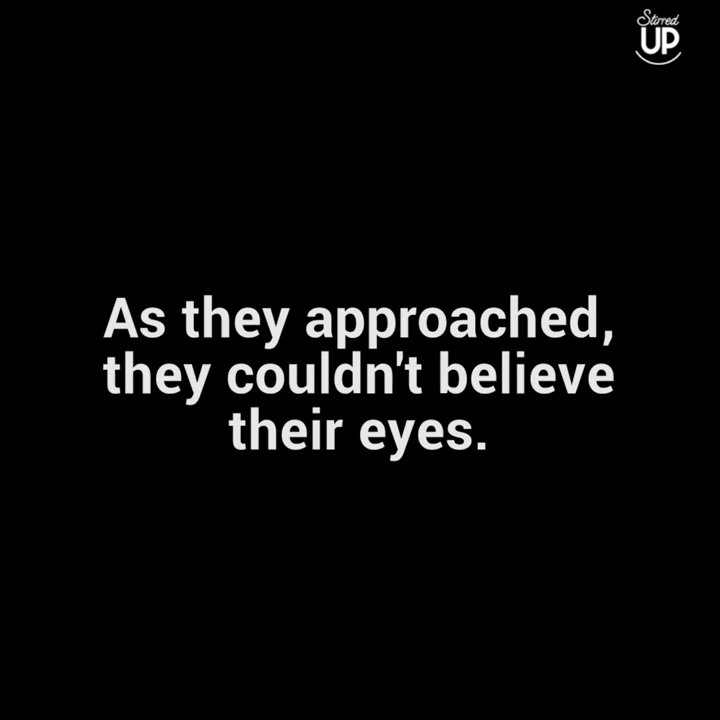 Stirred
UP
As they approached,
they couldn't believe
their eyes.